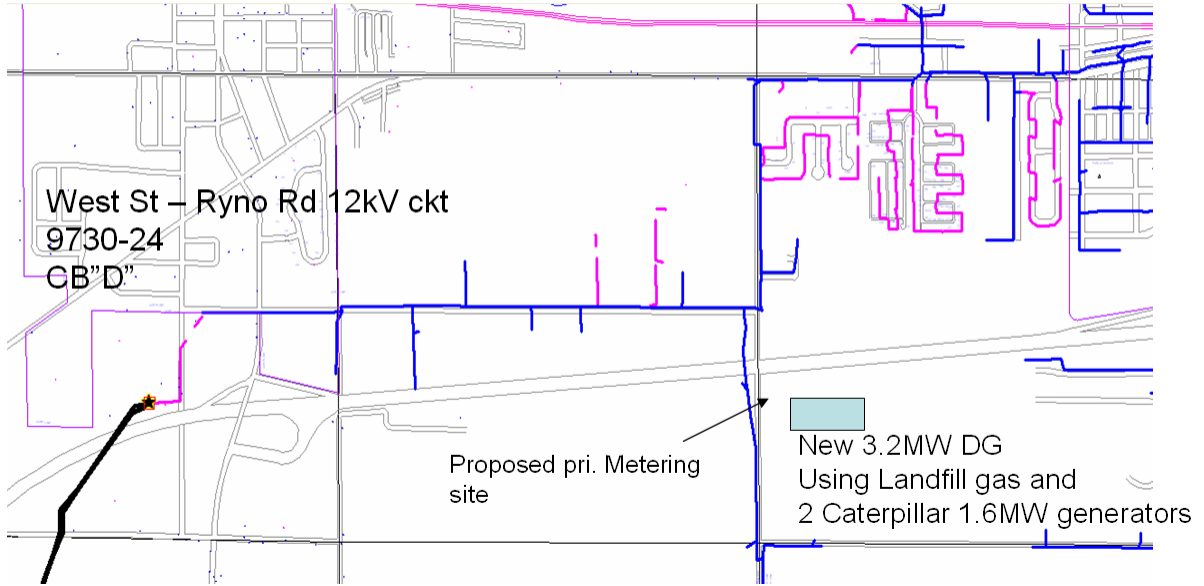 West St – Ryno Rd 12kV ckt
9730-24
CB"D"
Proposed pri. Metering
site
New 3.2MW DG
Using Landfill gas and
2 Caterpillar 1.6MW generators